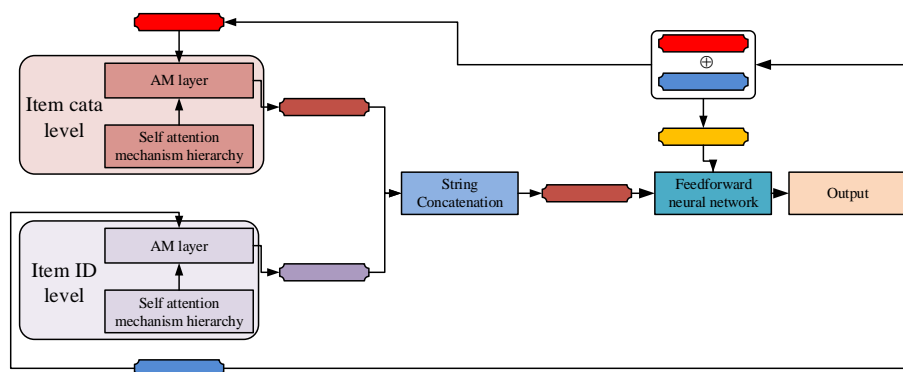 ⊕
AM layer
Item cata
level
Self attention
mechanism hierarchy
String
Concatenation
Feedforward
neural network
Output
AM layer
Item ID
level
Self attention
mechanism hierarchy